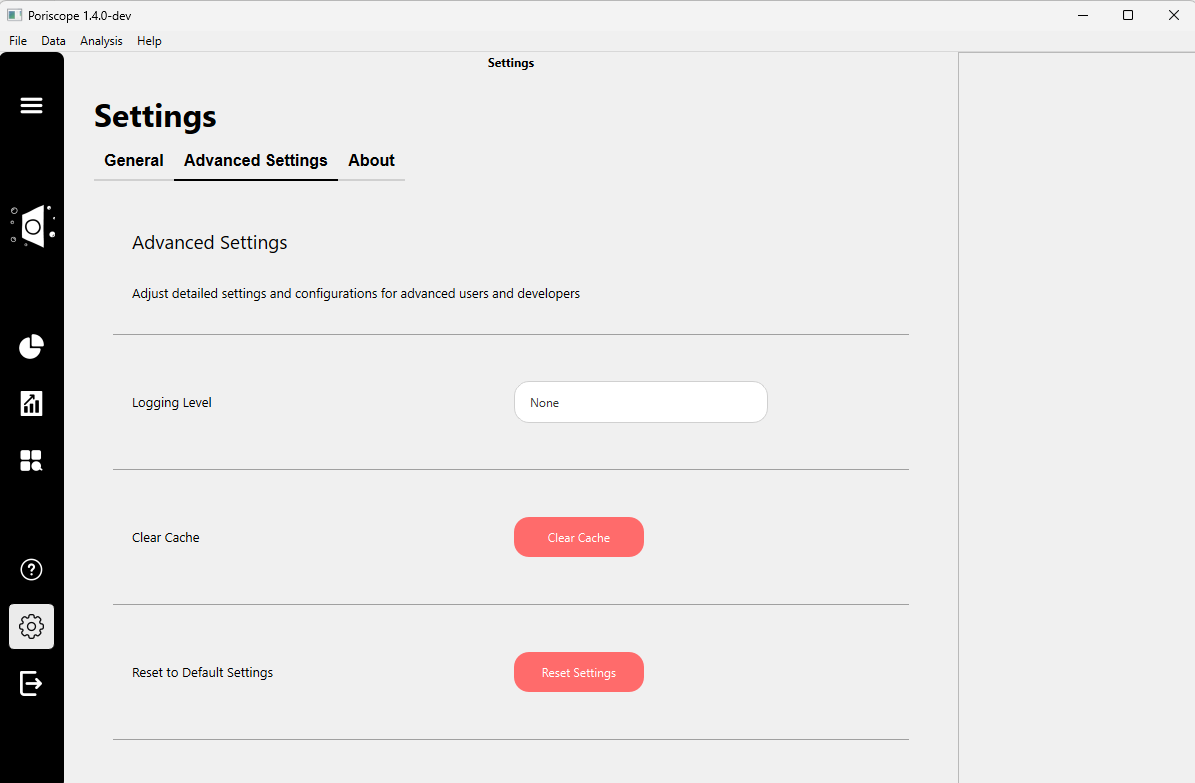 Poriscope 1.4.0-dev
File Data Analysis Help
Settings
Settings
General Advanced Settings About
Advanced Settings
Adjust detailed settings and configurations for advanced users and developers
Logging Level None
Clear Cache Clear Cache
Reset to Default Settings Reset Settings